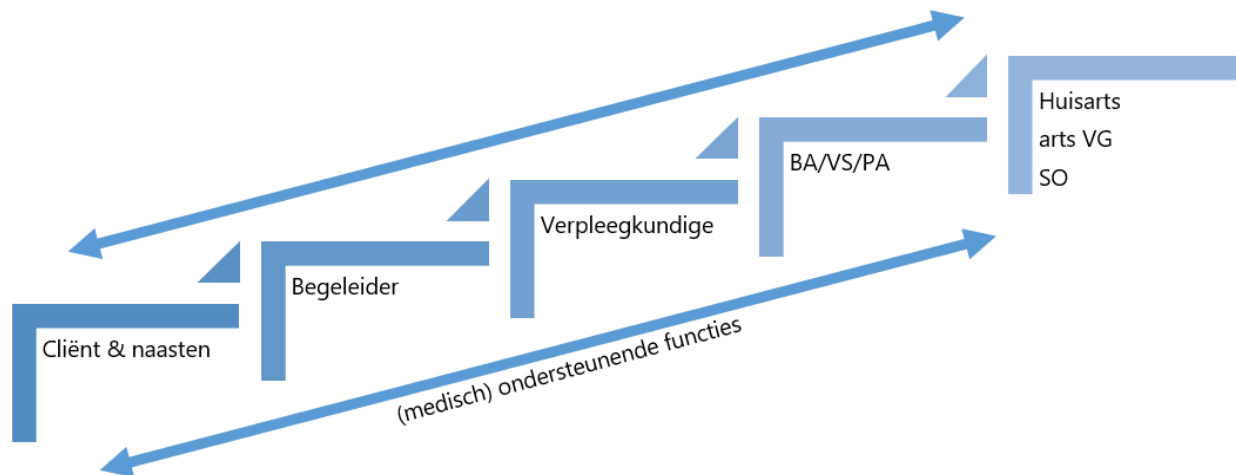 Cliënt & naasten
Begeleider
Verpleegkundige
BA/VS/PA
Huisarts
arts VG
SO
(medisch) ondersteunende functies